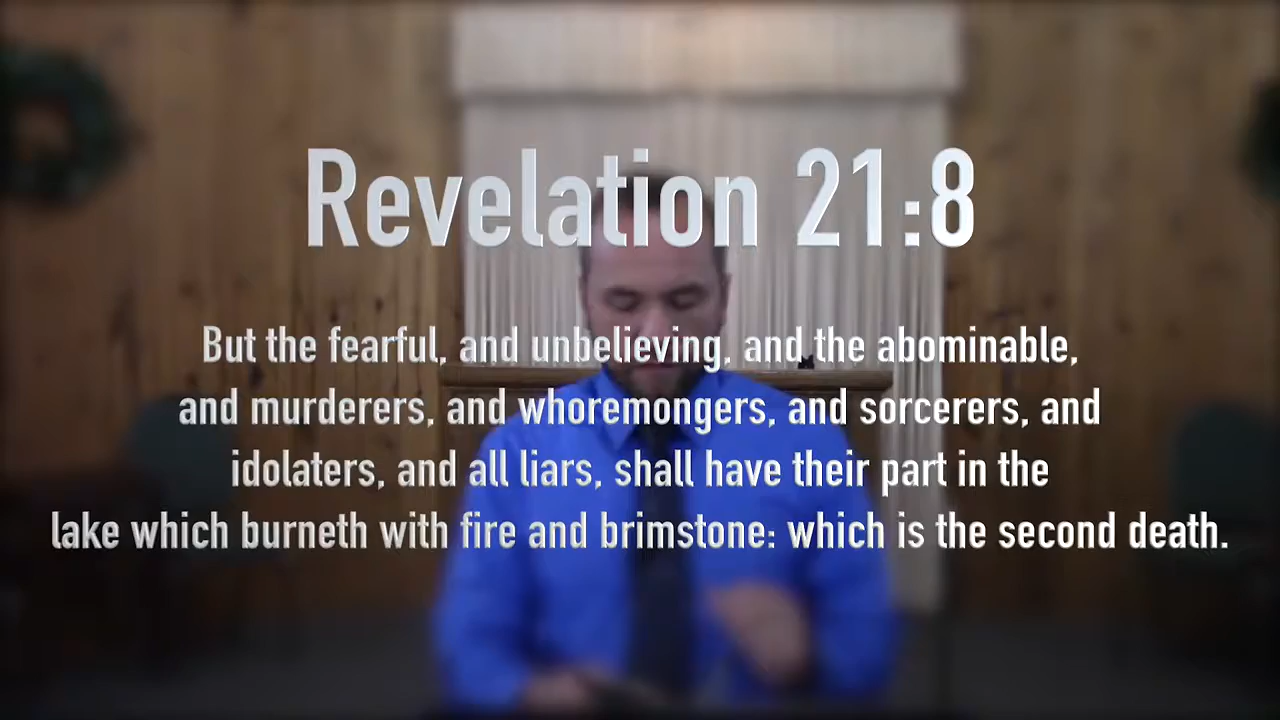 Revelation 21:8
But the fearful, and unbelieving, and the abominable,
and murderers, and whoremongers, and sorcerers, and
idolaters, and all liars, shall have their part in the
lake which burneth with fire and brimstone: which is the second death.